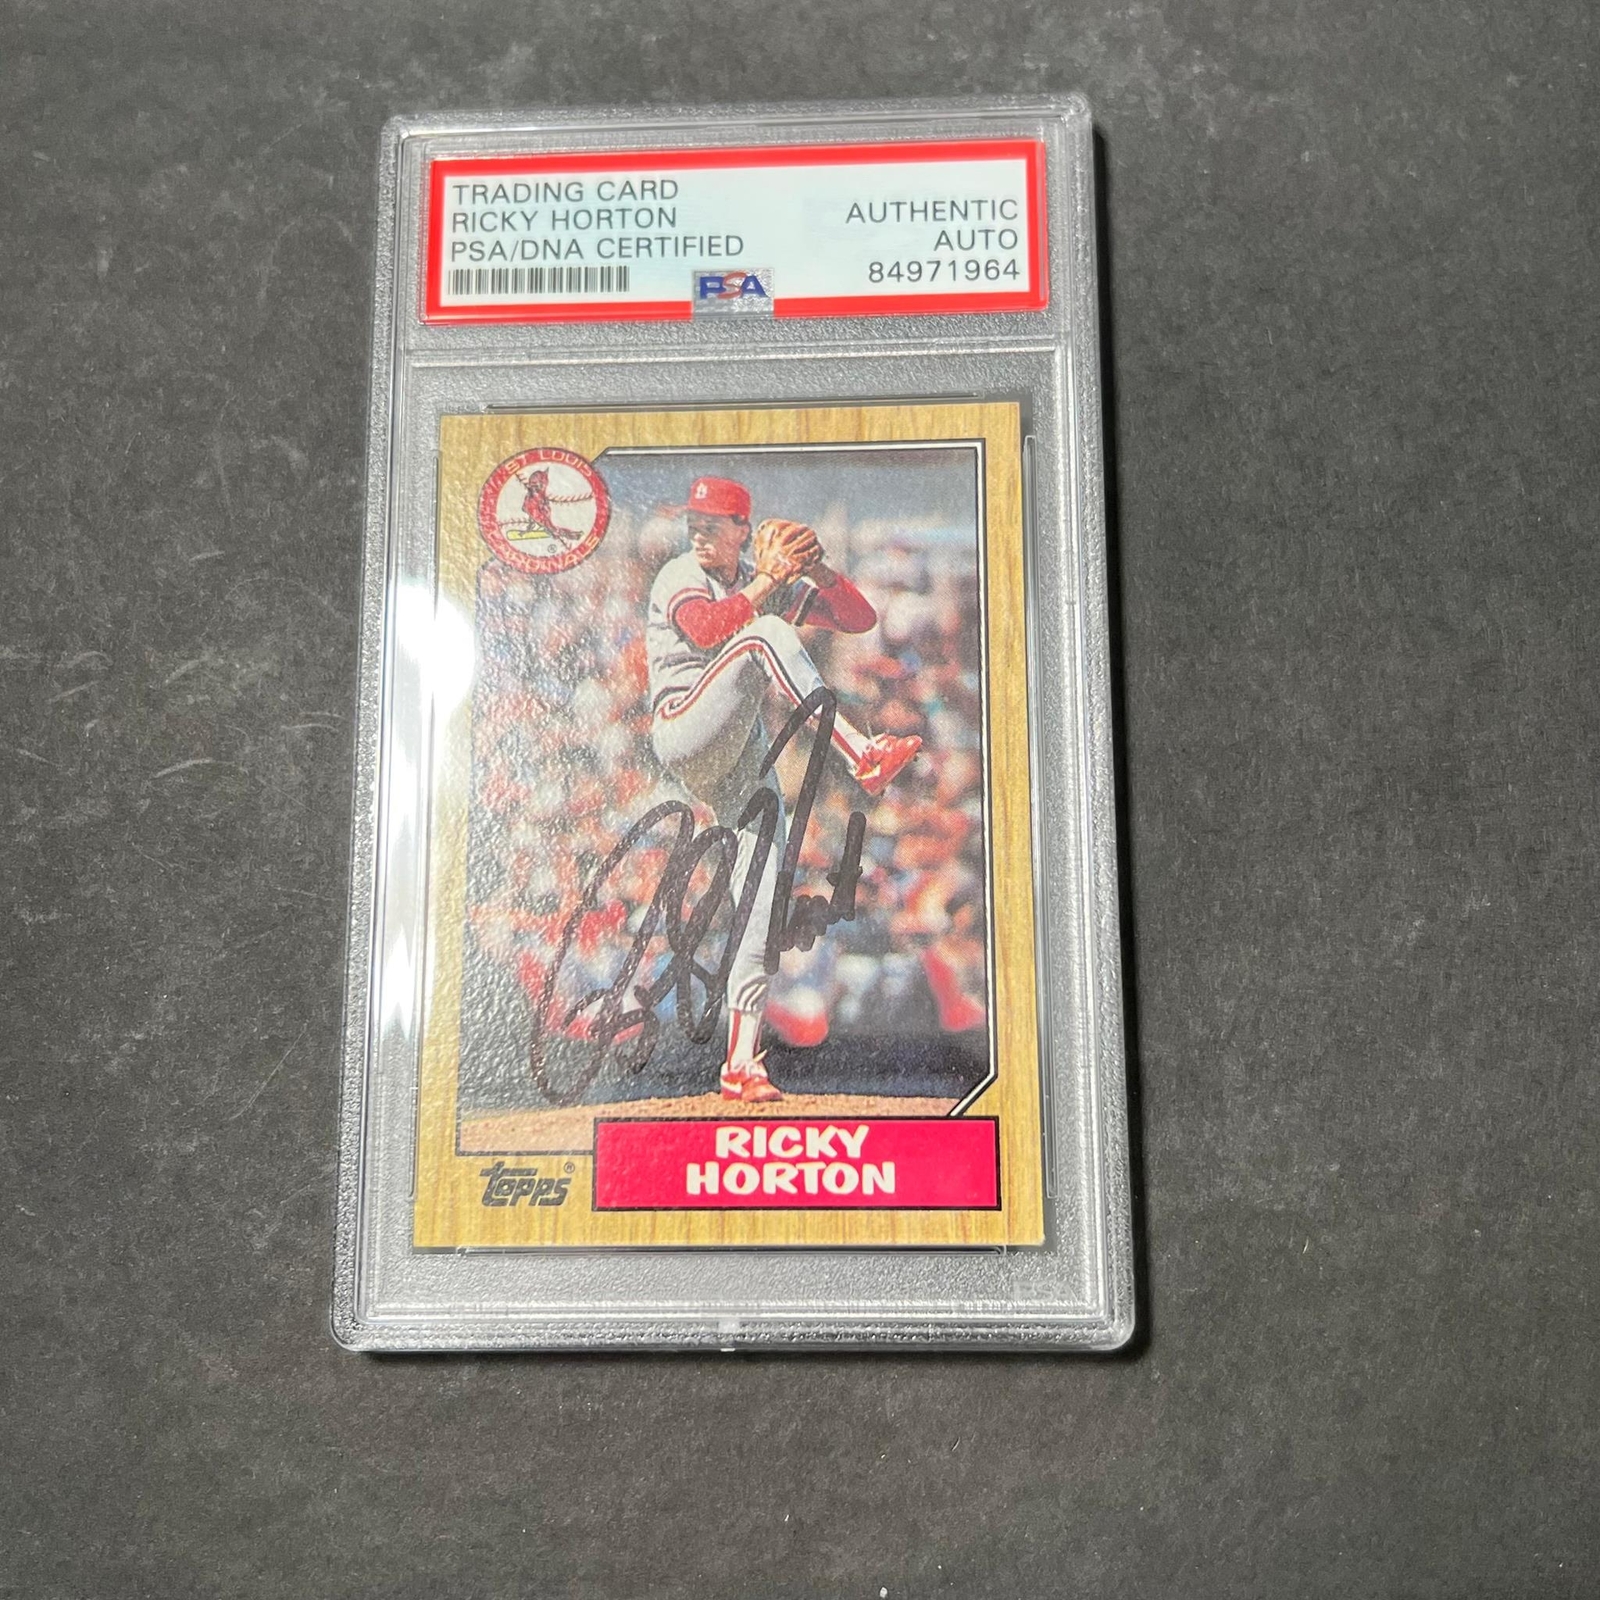 TRADING CARD
RICKY HORTON
PSA/DNA CERTIFIED
AUTHENTIC
AUTO
84971964
PSA
ST. LOUIS
CARDINALS
RICKY
HORTON
TOPPS®